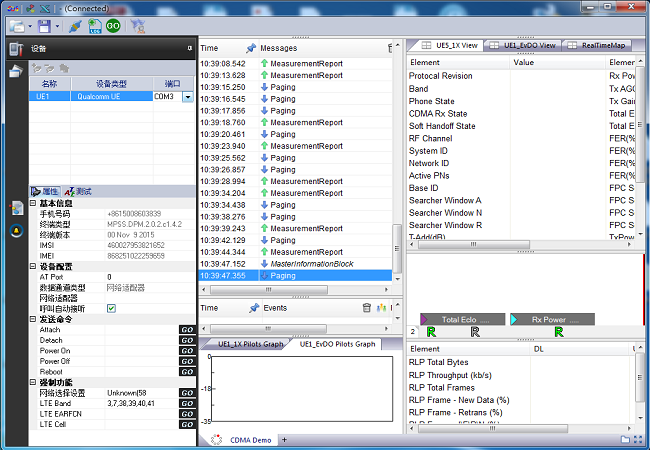 - (Connected)
LOG
GO
设备
名称 设备类型 端口
UE1 Qualcomm UE COM3
属性 测试
基本信息
手机号码 +8615008603839
终端类型 MPSS.DPM.2.0.2.c1.4.2
终端版本 00 Nov 9 2015
IMSI 460027953821652
IMEI 868251022259659
设备配置
AT Port 0
数据通道类型 网络适配器
网络适配器
呼叫自动接听
发送命令
Attach GO
Detach GO
Power On GO
Power Off GO
Reboot GO
强制功能
网络选择设置 Unknown(58 GO
LTE Band 3,7,38,39,40,41 GO
LTE EARFCN GO
LTE Cell GO
Time Messages
10:39:08.542 MeasurementReport
10:39:13.628 MeasurementReport
10:39:15.250 Paging
10:39:16.545 Paging
10:39:17.856 Paging
10:39:18.760 MeasurementReport
10:39:20.461 Paging
10:39:23.940 MeasurementReport
10:39:25.562 Paging
10:39:26.857 Paging
10:39:28.994 MeasurementReport
10:39:34.204 MeasurementReport
10:39:34.438 Paging
10:39:38.276 Paging
10:39:39.243 MeasurementReport
10:39:42.129 Paging
10:39:44.344 MeasurementReport
10:39:47.152 MasterInformationBlock
10:39:47.355 Paging
Time Events
UE1_1X Pilots Graph UE1_EvDO Pilots Graph
0
-18
-35
CDMA Demo +
UE5_1X View UE1_EvDO View RealTimeMap
Element Value Elemer
Protocal Revision Rx Po
Band Tx AG
Phone State Tx Gai
CDMA Rx State Total E
Soft Handoff State Total E
RF Channel FER(%
System ID FER(%
Network ID FER(%
Active PNs FER(%
Base ID FPC S
Searcher Window A FPC S
Searcher Window N FPC S
Searcher Window R FPC S
T-Add(dB) TxPow
Total EcIo .....
Rx Power .....
2 R R R
Element DL
RLP Total Bytes
RLP Throughput (kb/s)
RLP Total Frames
RLP Frame - New Data (%)
RLP Frame - Retrans (%)